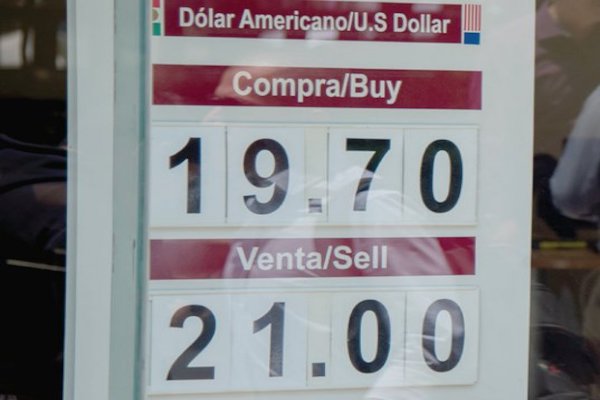 Dólar Americano/U.S Dollar
Compra/Buy
19.70
Venta/Sell
21.00